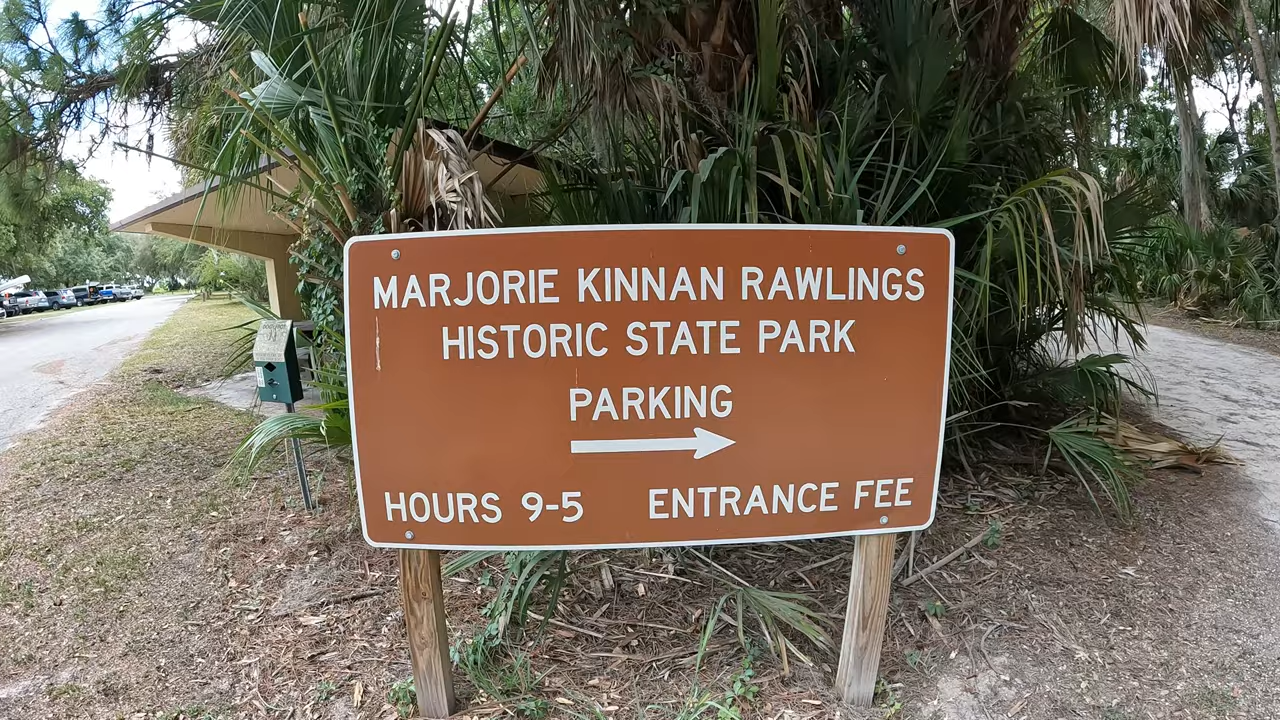 MARJORIE KINNAN RAWLINGS
HISTORIC STATE PARK
PARKING
HOURS 9-5 ENTRANCE FEE